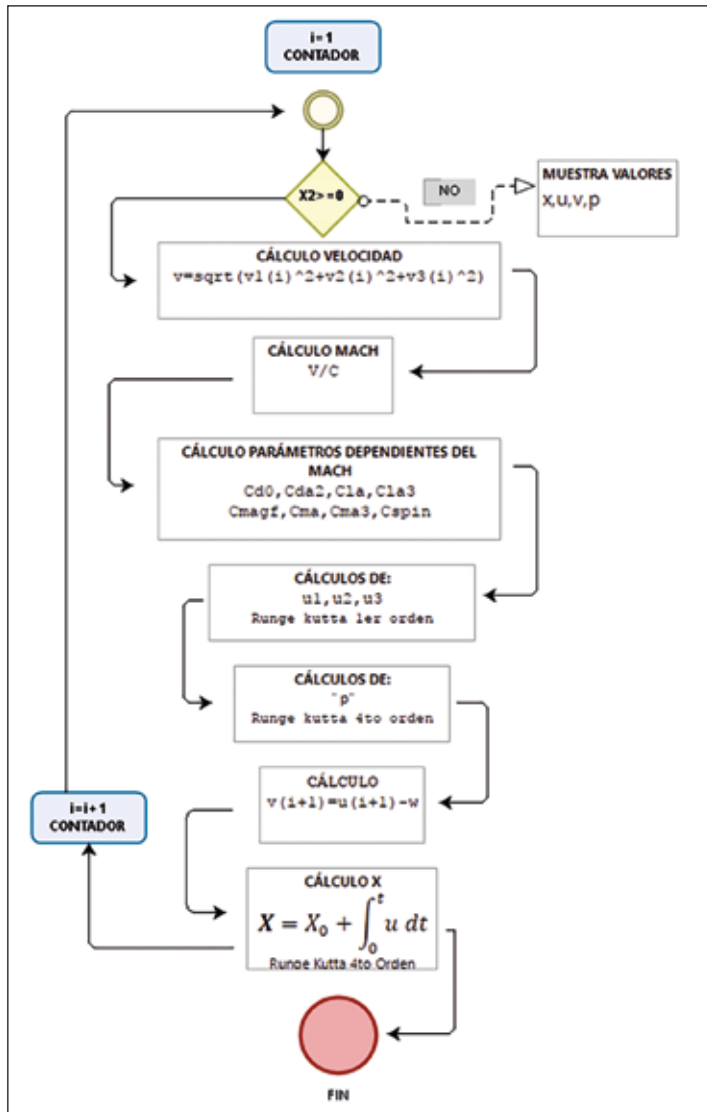 i=1
CONTADOR
X2>=0
NO
MUESTRA VALORES
x,u,v,p
CÁLCULO VELOCIDAD
v=sqrt(v1(i)^2+v2(i)^2+v3(i)^2)
CÁLCULO MACH
V/C
CÁLCULO PARÁMETROS DEPENDIENTES DEL
MACH
Cd0,Cda2,Cla,Cla3
Cmagf,Cma,Cma3,Cspin
CÁLCULOS DE:
u1,u2,u3
Runge kutta 1er orden
CÁLCULOS DE:
"p"
Runge kutta 4to orden
CÁLCULO
v(i+1)=u(i+1)-w
i=i+1
CONTADOR
CÁLCULO X
X = X₀ + ∫₀ᵗ u dt
Runge Kutta 4to Orden
FIN